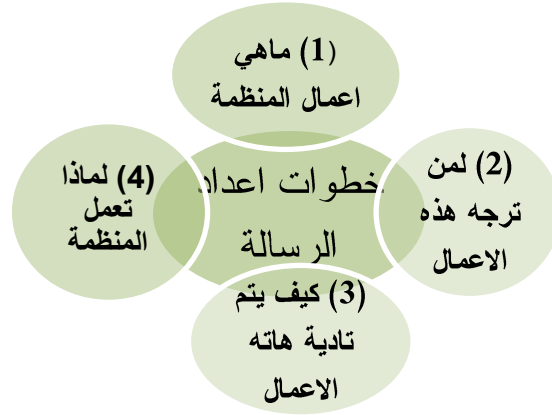 (1) ماهي
اعمال المنظمة
خطوات اعداد
الرسالة
(2) لمن
ترجه هذه
الاعمال
(3) كيف يتم
تادية هاته
الاعمال
(4) لماذا
تعمل
المنظمة